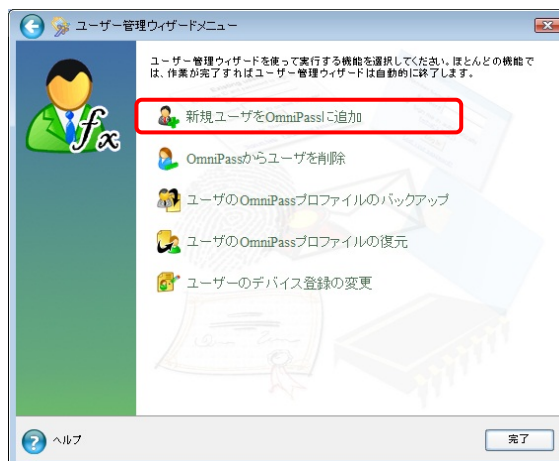 ユーザー管理ウィザードメニュー
ユーザー管理ウィザードを使って実行する機能を選択してください。ほとんどの機能で
は、作業が完了すればユーザー管理ウィザードは自動的に終了します。
fx
新規ユーザをOmniPassに追加
OmniPassからユーザを削除
ユーザのOmniPassプロファイルのバックアップ
ユーザのOmniPassプロファイルの復元
ユーザーのデバイス登録の変更
ヘルプ
完了